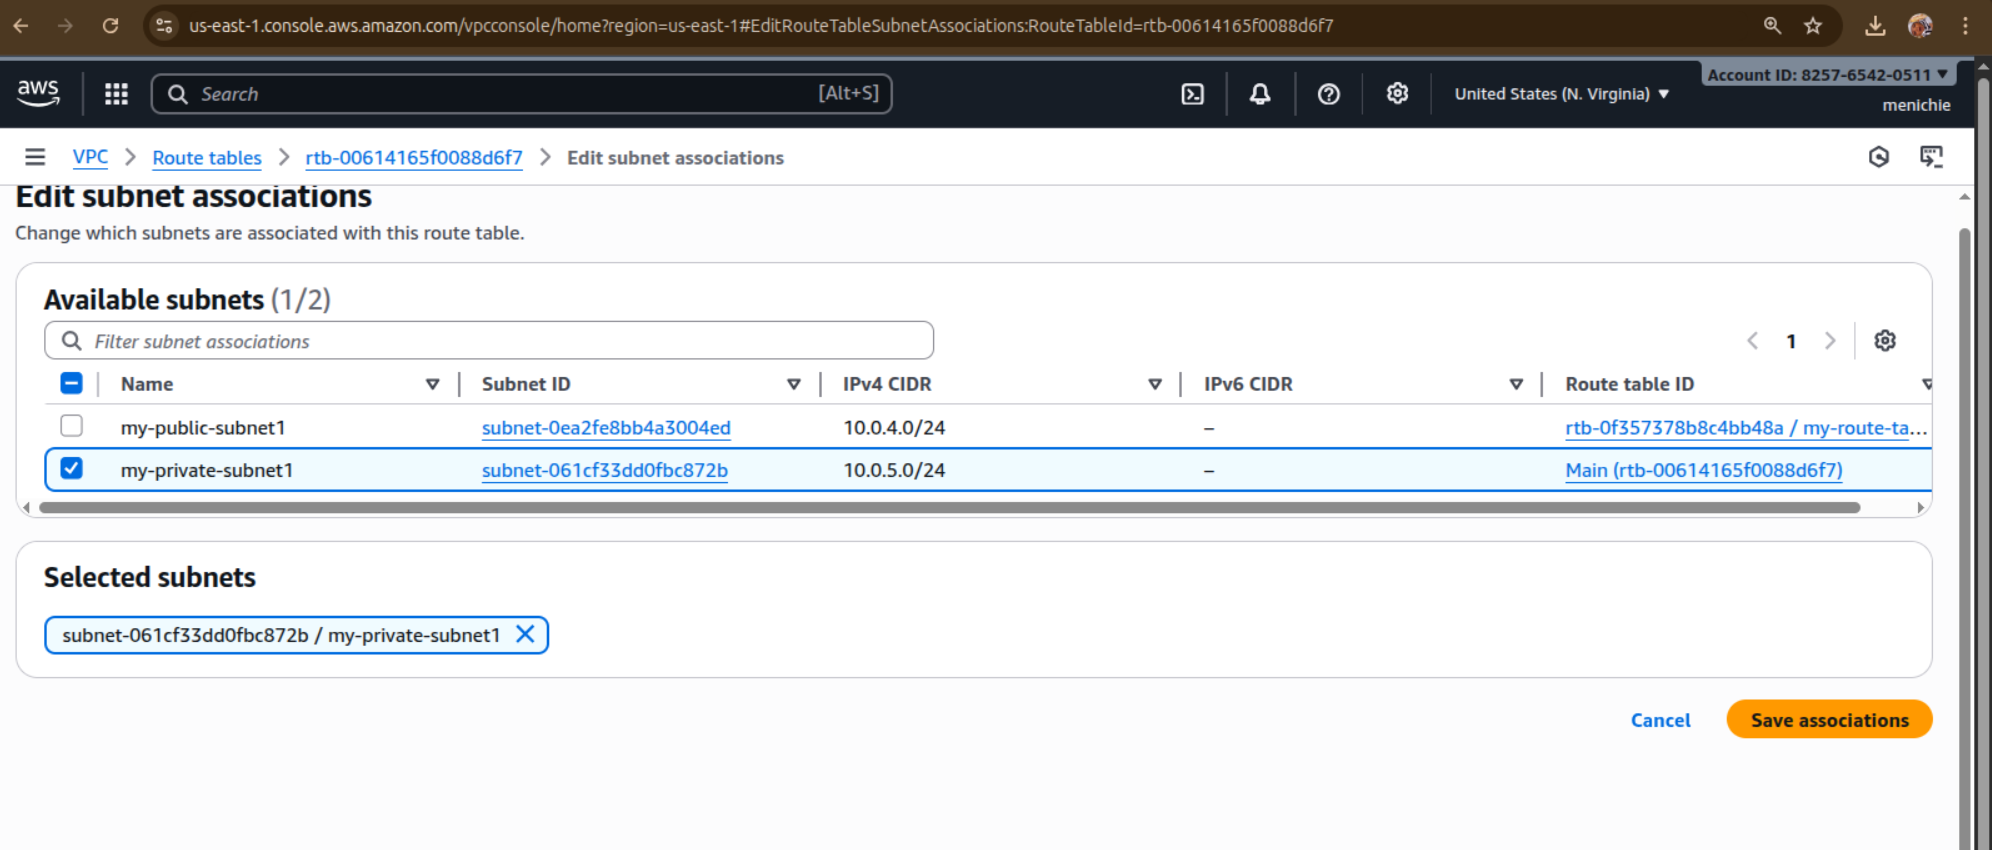 us-east-1.console.aws.amazon.com/vpcconsole/home?region=us-east-1#EditRouteTableSubnetAssociations:RouteTableId=rtb-00614165f0088d6f7
aws
Search [Alt+S]
United States (N. Virginia)
Account ID: 8257-6542-0511
menichie
VPC > Route tables > rtb-00614165f0088d6f7 > Edit subnet associations
Edit subnet associations
Change which subnets are associated with this route table.
Available subnets (1/2)
Filter subnet associations
1
Name Subnet ID IPv4 CIDR IPv6 CIDR Route table ID
my-public-subnet1 subnet-0ea2fe8bb4a3004ed 10.0.4.0/24 – rtb-0f357378b8c4bb48a / my-route-ta...
my-private-subnet1 subnet-061cf33dd0fbc872b 10.0.5.0/24 – Main (rtb-00614165f0088d6f7)
Selected subnets
subnet-061cf33dd0fbc872b / my-private-subnet1
Cancel Save associations